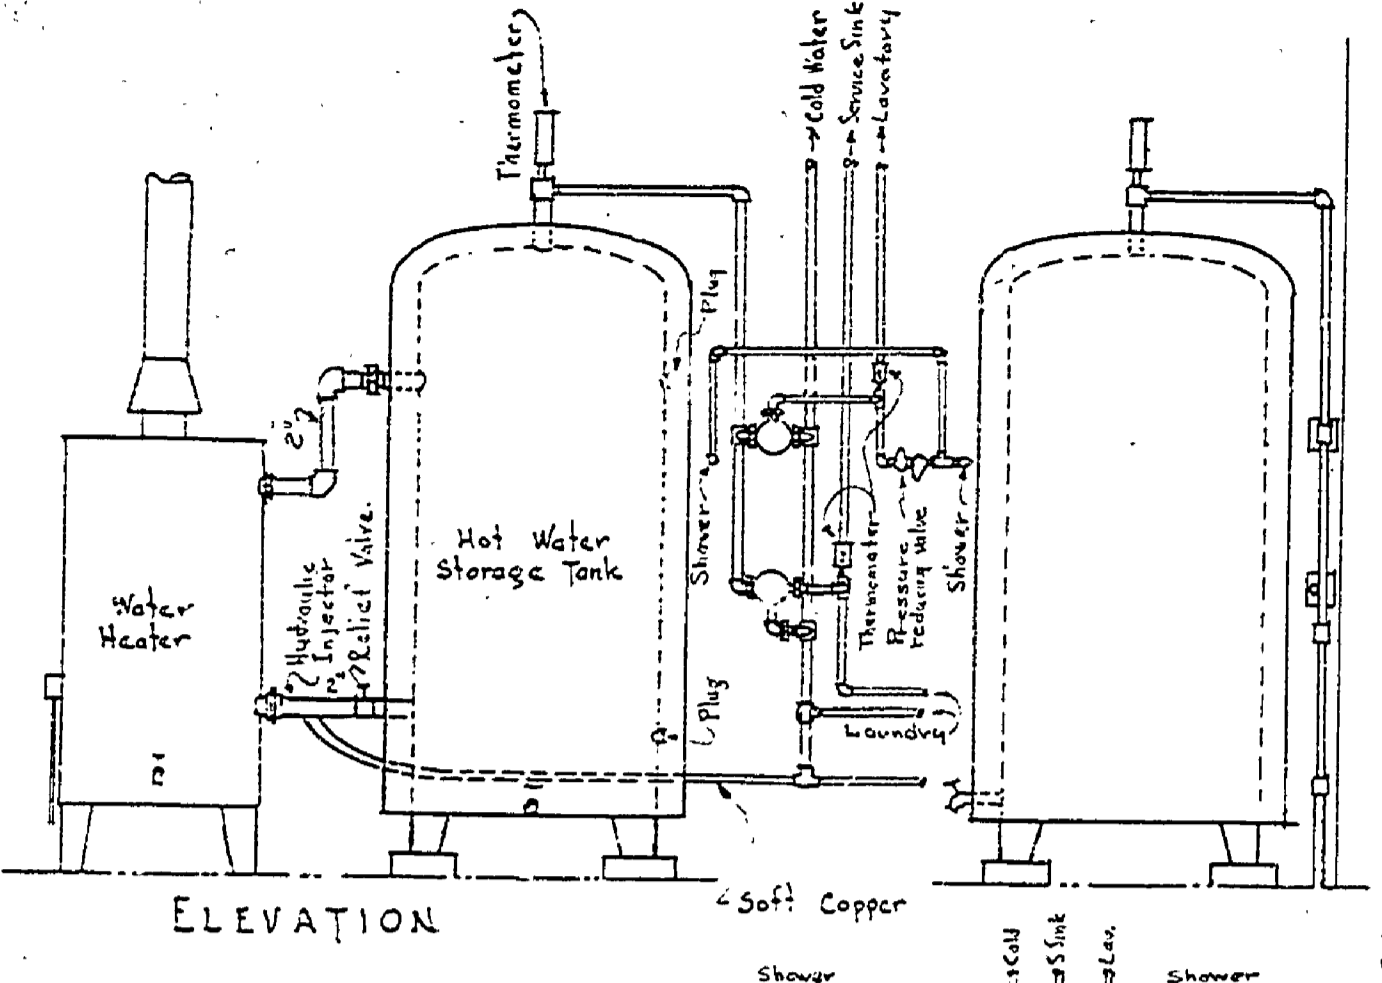 Thermometer
Cold Water
Service Sink
Lavatory
Plug
2"
Hot Water
Storage Tank
Water
Heater
Hydraulic
Injector
2"
Relief Valve.
Shower
Thermometer
Pressure
reducing valve
Shower
Plug
Laundry
Soft Copper
ELEVATION
Shower
Cold
S Sink
Lav.
Shower